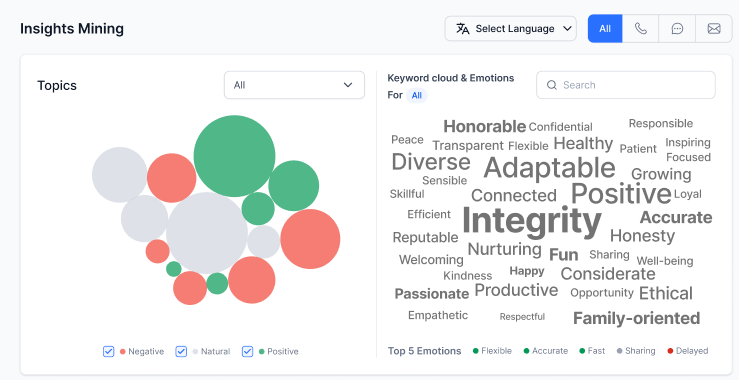 Insights Mining
Select Language
All
Topics
All
Keyword cloud & Emotions
For All
Search
Honorable Confidential Responsible
Peace Transparent Flexible Healthy Patient Inspiring
Diverse Adaptable Focused
Sensible Growing
Skillful Connected Positive Loyal
Efficient Integrity Accurate
Reputable Nurturing Honesty
Welcoming Fun Sharing Well-being
Kindness Happy Considerate
Passionate Productive Opportunity Ethical
Empathetic Respectful Family-oriented
Negative Natural Positive
Top 5 Emotions Flexible Accurate Fast Sharing Delayed